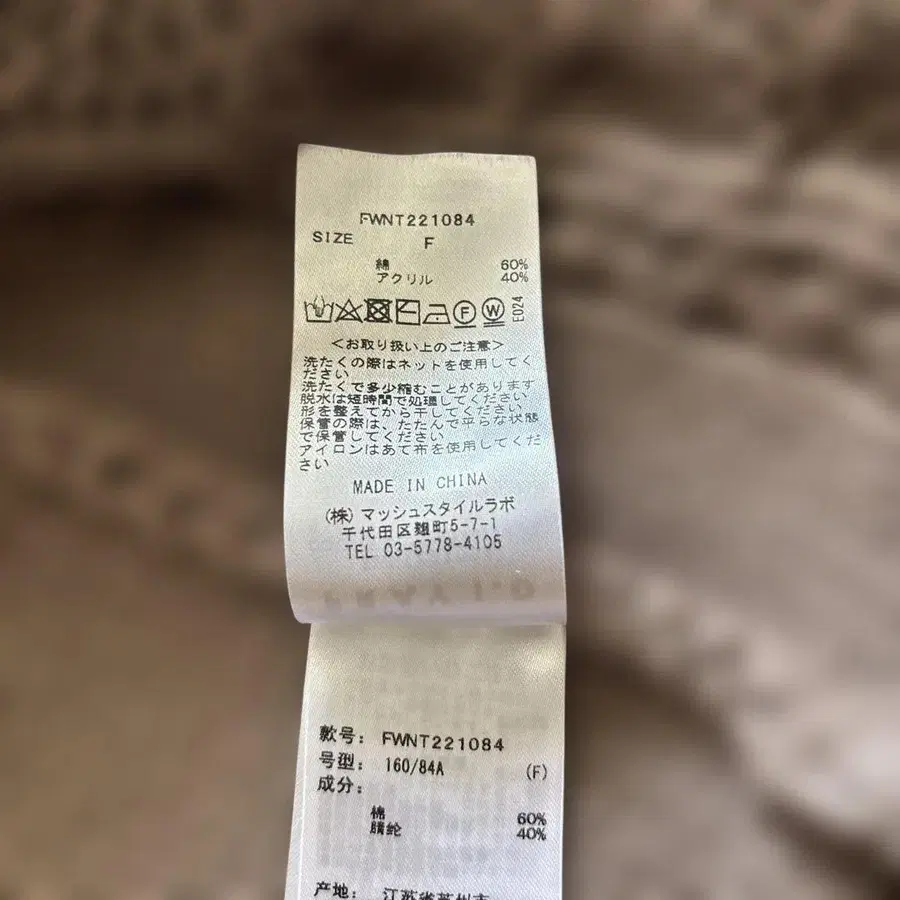 FWNT221084
SIZE F
綿 60%
アクリル 40%
F W E024
<お取り扱い上のご注意>
洗たくの際はネットを使用してく
ださい
洗たくで多少縮むことがあります
脱水は短時間で処理してください
形を整えてから干してください
保管の際は、たたんで平らな状態
で保管してください
アイロンはあて布を使用してくだ
さい
MADE IN CHINA
(株) マッシュスタイルラボ
千代田区麹町5-7-1
TEL 03-5778-4105
款号: FWNT221084
号型: 160/84A (F)
成分:
棉 60%
腈纶 40%
产地: 江苏省苏州市